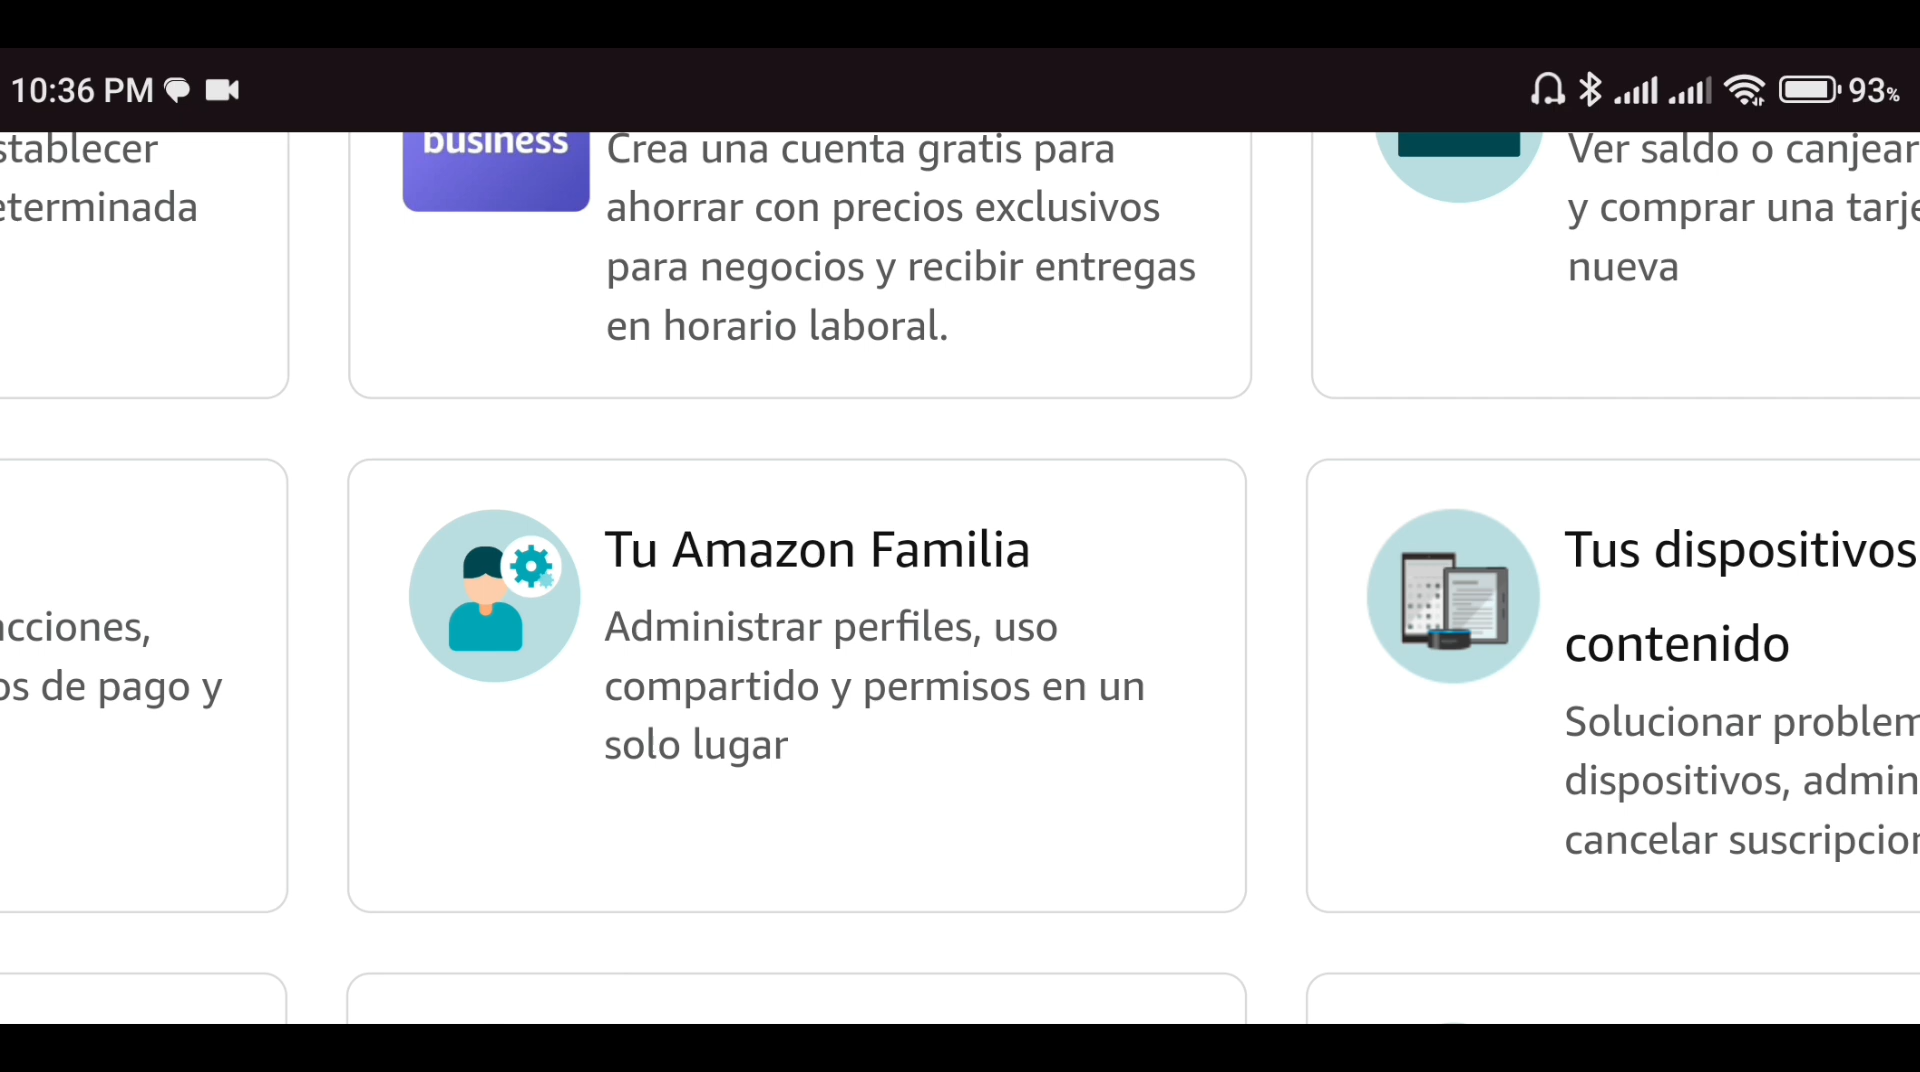 10:36 PM
93%
stablecer
eterminada
business
Crea una cuenta gratis para
ahorrar con precios exclusivos
para negocios y recibir entregas
en horario laboral.
Ver saldo o canjear
y comprar una tarje
nueva
acciones,
os de pago y
Tu Amazon Familia
Administrar perfiles, uso
compartido y permisos en un
solo lugar
Tus dispositivos
contenido
Solucionar problem
dispositivos, admin
cancelar suscripcion